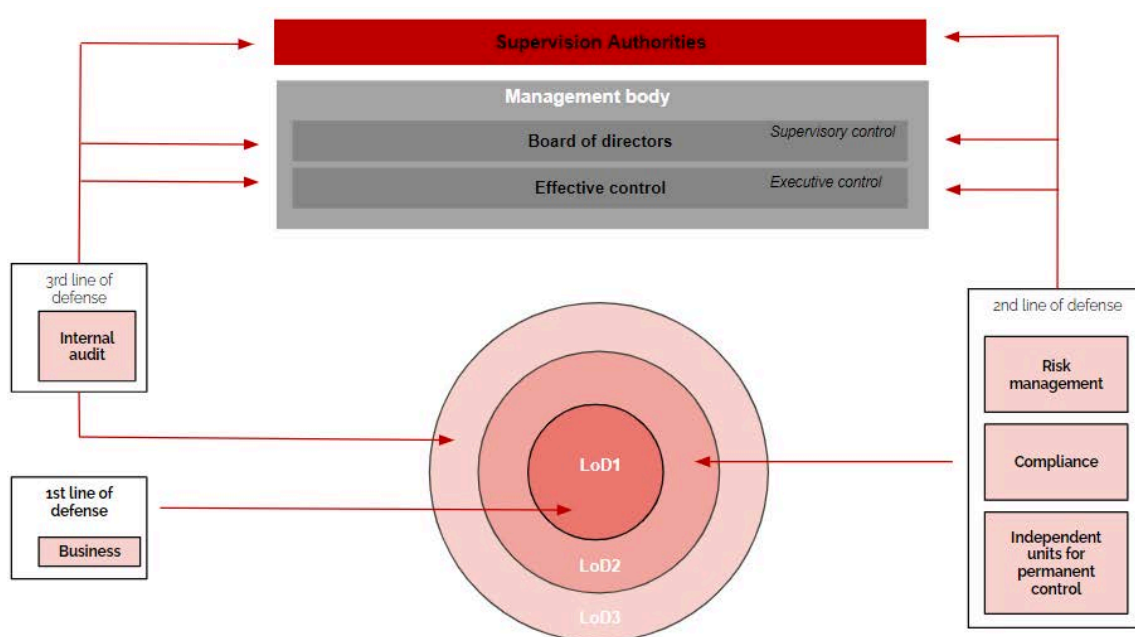 Supervision Authorities
Management body
Board of directors
Supervisory control
Effective control
Executive control
3rd line of
defense
Internal
audit
1st line of
defense
Business
LoD1
LoD2
LoD3
2nd line of defense
Risk
management
Compliance
Independent
units for
permanent
control